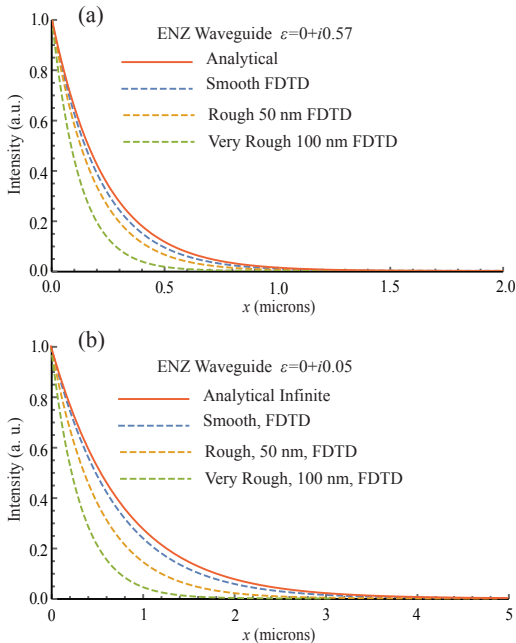 (a)
ENZ Waveguide ε=0+i0.57
Analytical
Smooth FDTD
Rough 50 nm FDTD
Very Rough 100 nm FDTD
Intensity (a.u.)
1.0
0.8
0.6
0.4
0.2
0.0
0.0 0.5 1.0 1.5 2.0
x (microns)
(b)
ENZ Waveguide ε=0+i0.05
Analytical Infinite
Smooth, FDTD
Rough, 50 nm, FDTD
Very Rough, 100 nm, FDTD
Intensity (a. u.)
1.0
0.8
0.6
0.4
0.2
0.0
0 1 2 3 4 5
x (microns)